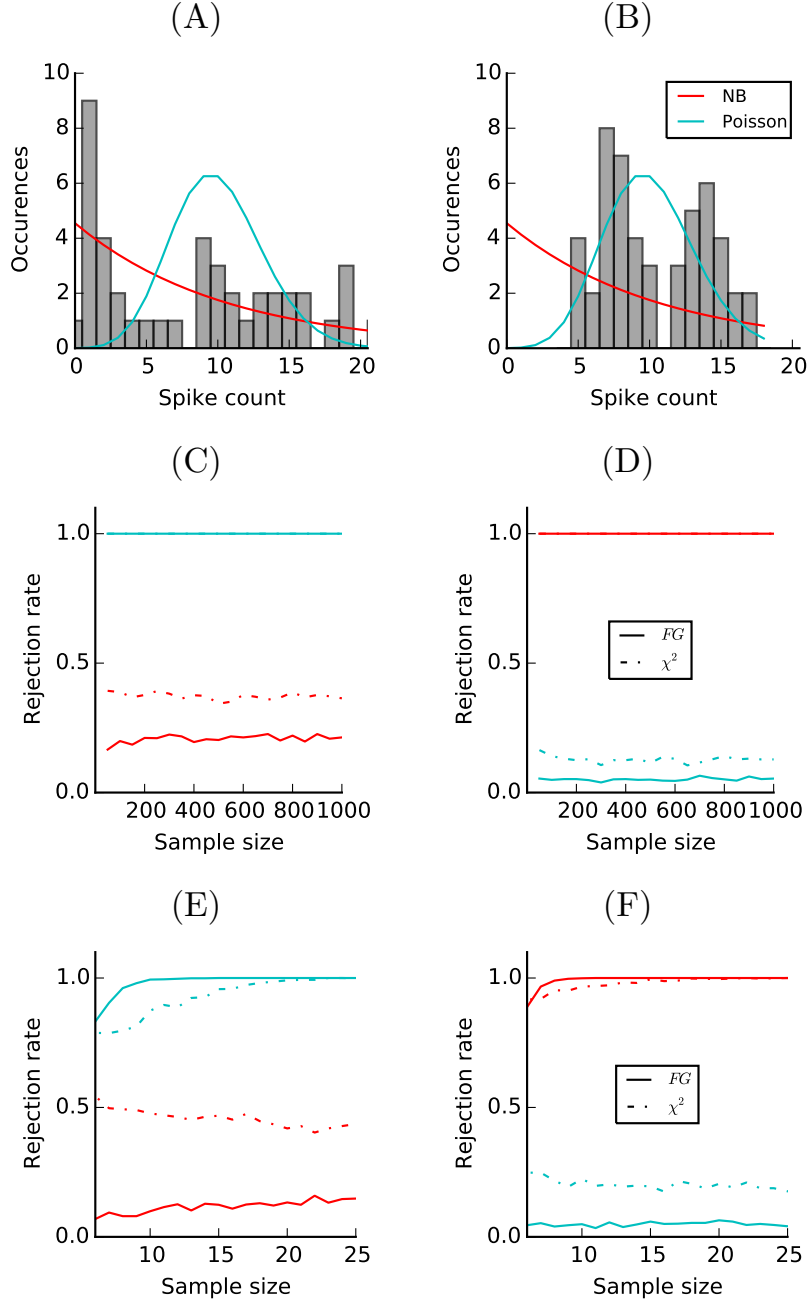 (A)
10
8
6
4
2
0
Occurences
0 5 10 15 20
Spike count
(B)
10
8
6
4
2
0
Occurences
NB
Poisson
0 5 10 15 20
Spike count
(C)
1.0
0.5
0.0
Rejection rate
200 400 600 800 1000
Sample size
(D)
1.0
0.5
0.0
Rejection rate
FG
χ²
200 400 600 800 1000
Sample size
(E)
1.0
0.5
0.0
Rejection rate
10 15 20 25
Sample size
(F)
1.0
0.5
0.0
Rejection rate
FG
χ²
10 15 20 25
Sample size